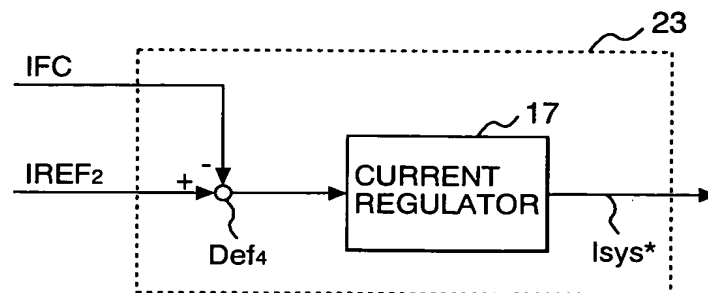 23
IFC
17
-
IREF2
+
CURRENT
REGULATOR
Def4
Isys*